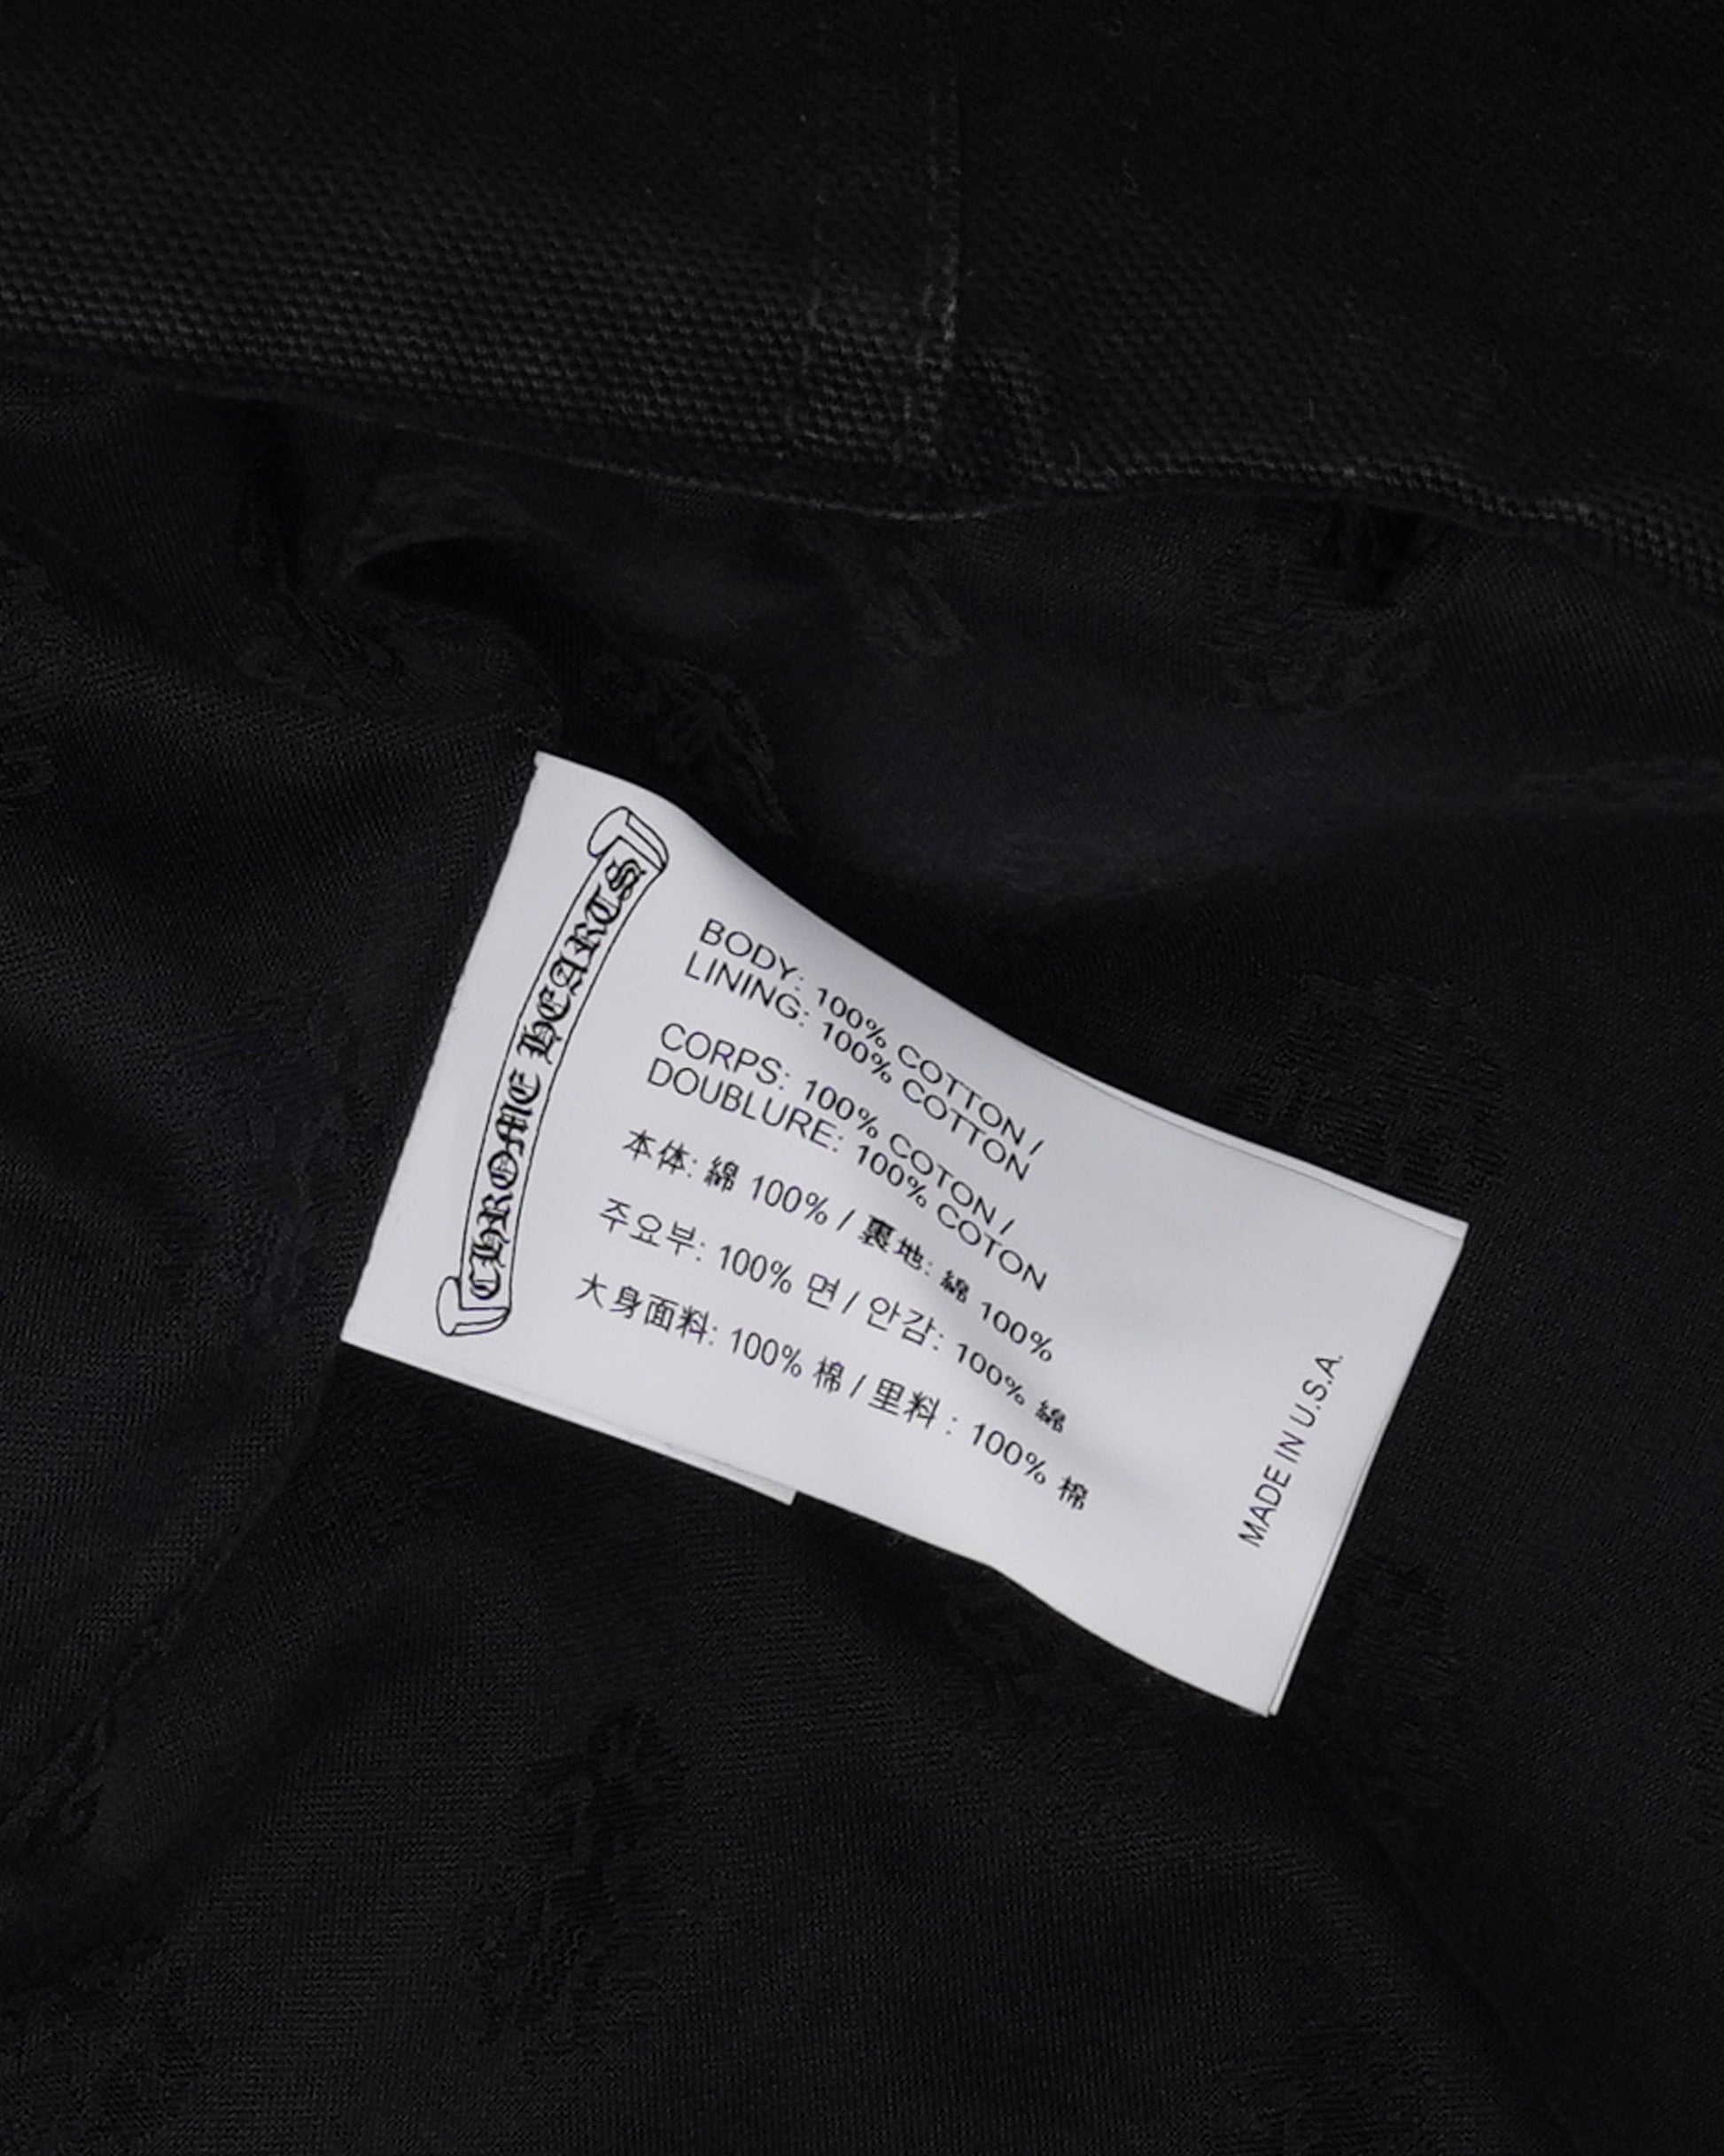 CHROME HEARTS
BODY: 100% COTTON /
LINING: 100% COTTON
CORPS: 100% COTON /
DOUBLURE: 100% COTON
本体: 綿 100% / 裏地: 綿 100%
주요부: 100% 면 / 안감: 100% 綿
大身面料: 100% 棉 / 里料 : 100% 棉
MADE IN U.S.A.